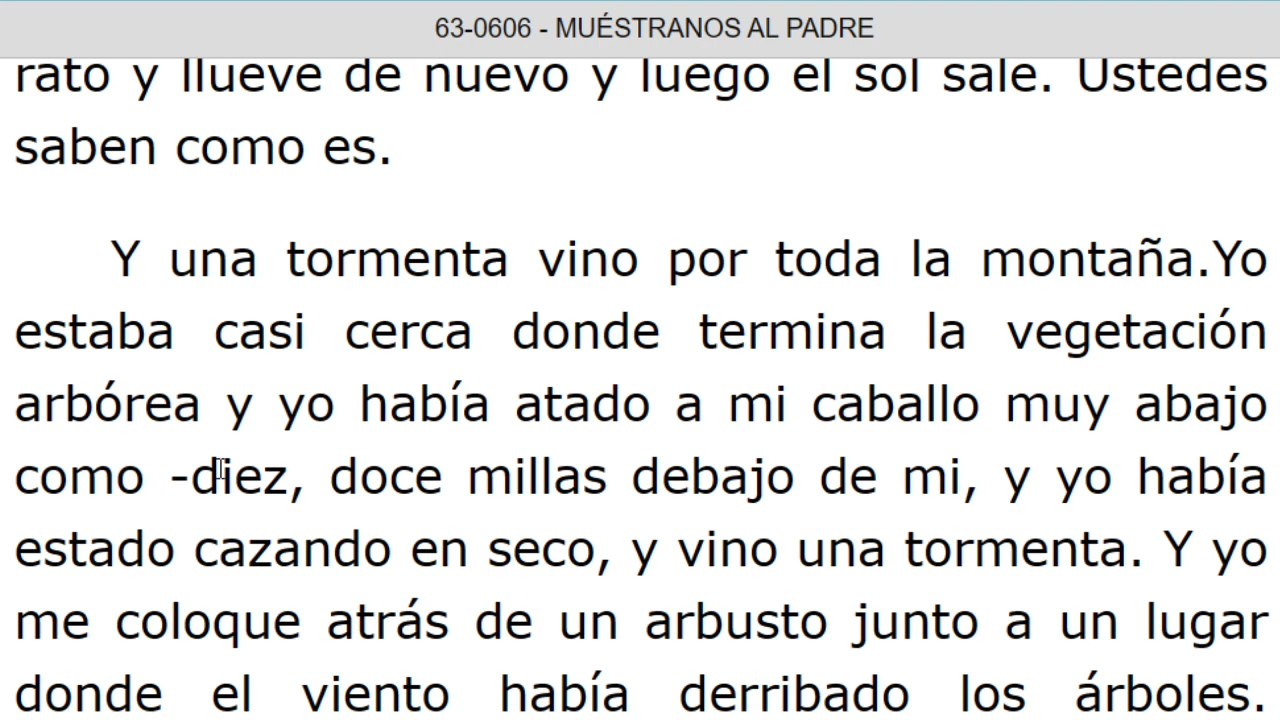 63-0606 - MUÉSTRANOS AL PADRE
rato y llueve de nuevo y luego el sol sale. Ustedes
saben como es.
Y una tormenta vino por toda la montaña.Yo
estaba casi cerca donde termina la vegetación
arbórea y yo había atado a mi caballo muy abajo
como -diez, doce millas debajo de mi, y yo había
estado cazando en seco, y vino una tormenta. Y yo
me coloque atrás de un arbusto junto a un lugar
donde el viento había derribado los árboles.